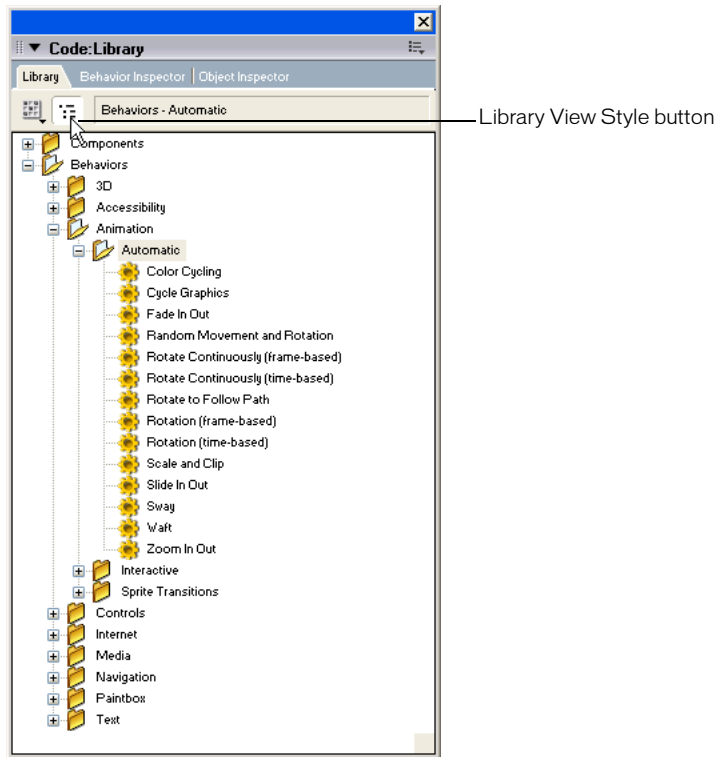 Code:Library
Library Behavior Inspector Object Inspector
Behaviors - Automatic
Library View Style button
Components
Behaviors
3D
Accessibility
Animation
Automatic
Color Cycling
Cycle Graphics
Fade In Out
Random Movement and Rotation
Rotate Continuously (frame-based)
Rotate Continuously (time-based)
Rotate to Follow Path
Rotation (frame-based)
Rotation (time-based)
Scale and Clip
Slide In Out
Sway
Waft
Zoom In Out
Interactive
Sprite Transitions
Controls
Internet
Media
Navigation
Paintbox
Text